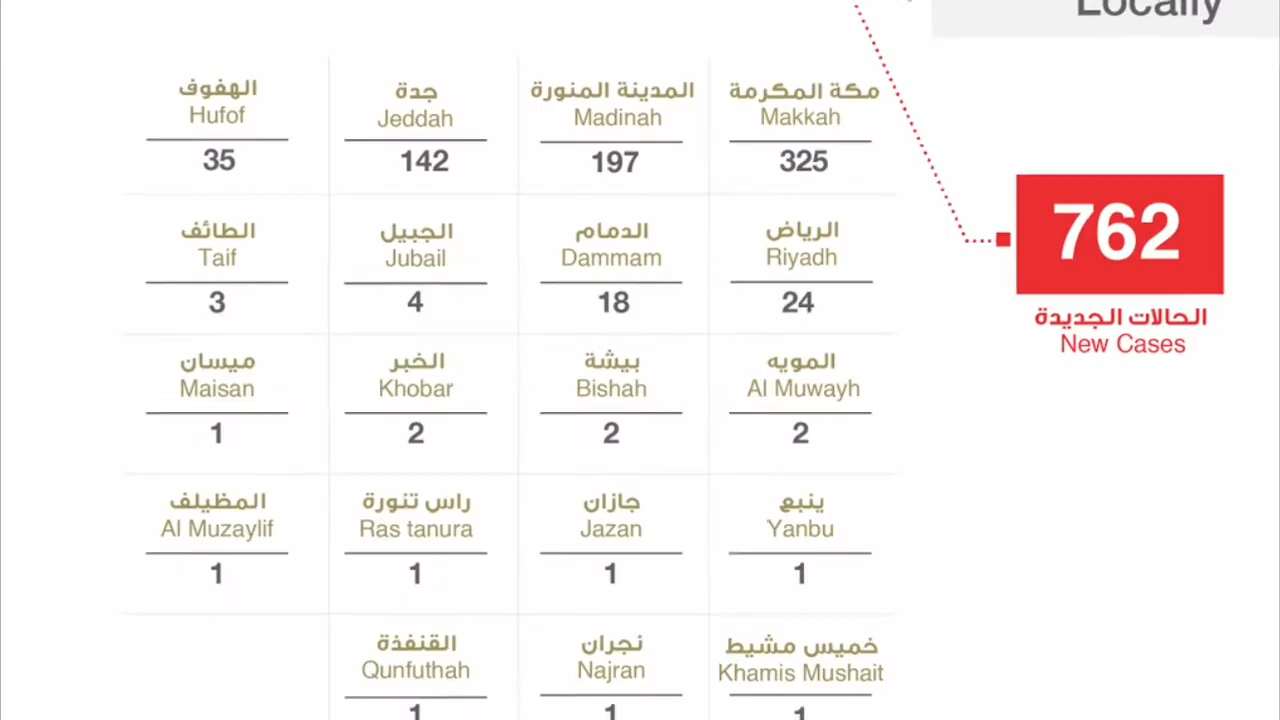 Locally
مكة المكرمة
Makkah
325
المدينة المنورة
Madinah
197
جدة
Jeddah
142
الهفوف
Hufof
35
762
الحالات الجديدة
New Cases
الرياض
Riyadh
24
الدمام
Dammam
18
الجبيل
Jubail
4
الطائف
Taif
3
المويه
Al Muwayh
2
بيشة
Bishah
2
الخبر
Khobar
2
ميسان
Maisan
1
ينبع
Yanbu
1
جازان
Jazan
1
راس تنورة
Ras tanura
1
المظيلف
Al Muzaylif
1
خميس مشيط
Khamis Mushait
1
نجران
Najran
1
القنفذة
Qunfuthah
1